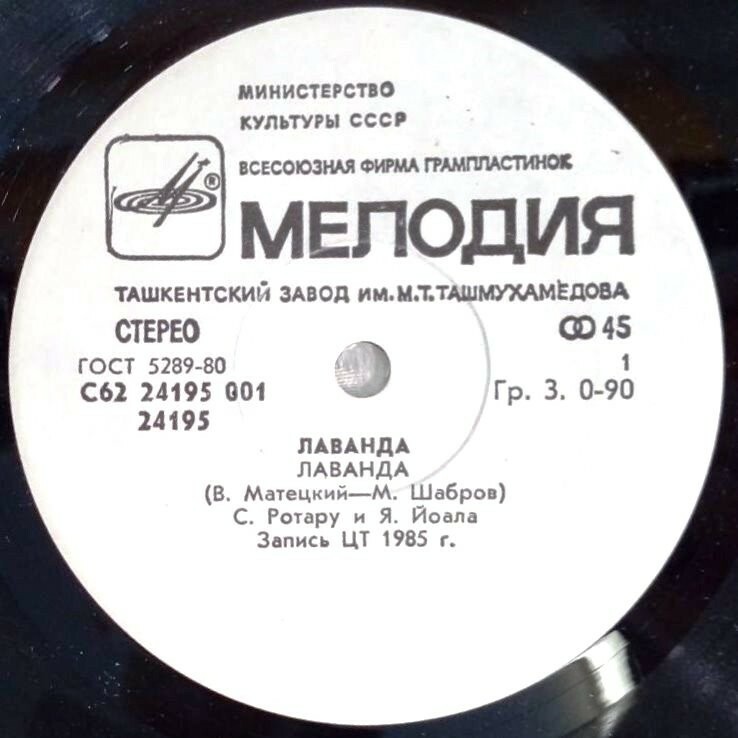 МИНИСТЕРСТВО
КУЛЬТУРЫ СССР
ВСЕСОЮЗНАЯ ФИРМА ГРАМПЛАСТИНОК
®
МЕЛОДИЯ
ТАШКЕНТСКИЙ ЗАВОД ИМ.М.Т.ТАШМУХАМЕДОВА
СТЕРЕО 45
ГОСТ 5289-80 1
С62 24195 001 Гр. 3. 0-90
24195
ЛАВАНДА
ЛАВАНДА
(В. Матецкий—М. Шабров)
С. Ротару и Я. Йоала
Запись ЦТ 1985 г.